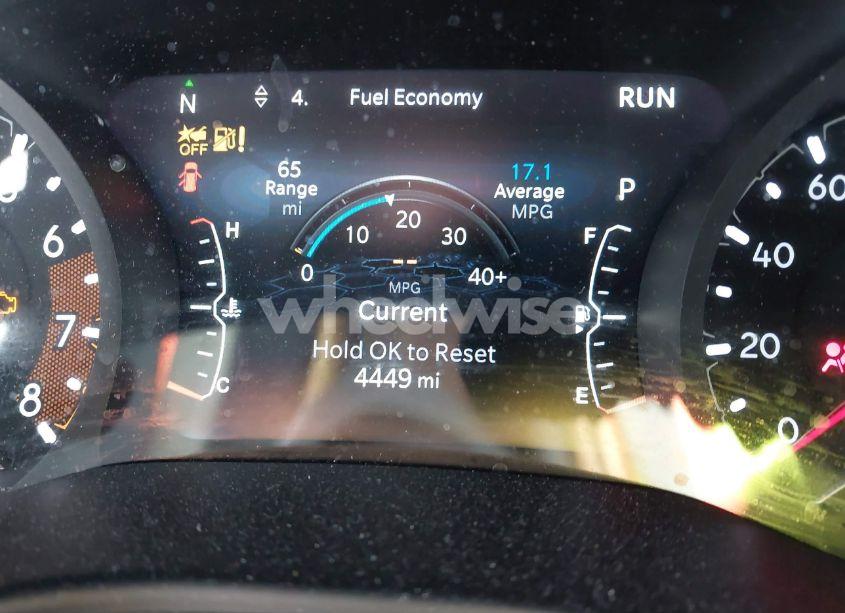 N
4. Fuel Economy
RUN
OFF
!
65
Range
mi
17.1
Average
MPG
P
H
C
0
10
20
30
40+
--
MPG
Current
Hold OK to Reset
4449 mi
F
E
6
7
8
60
40
20
0
wheelwise